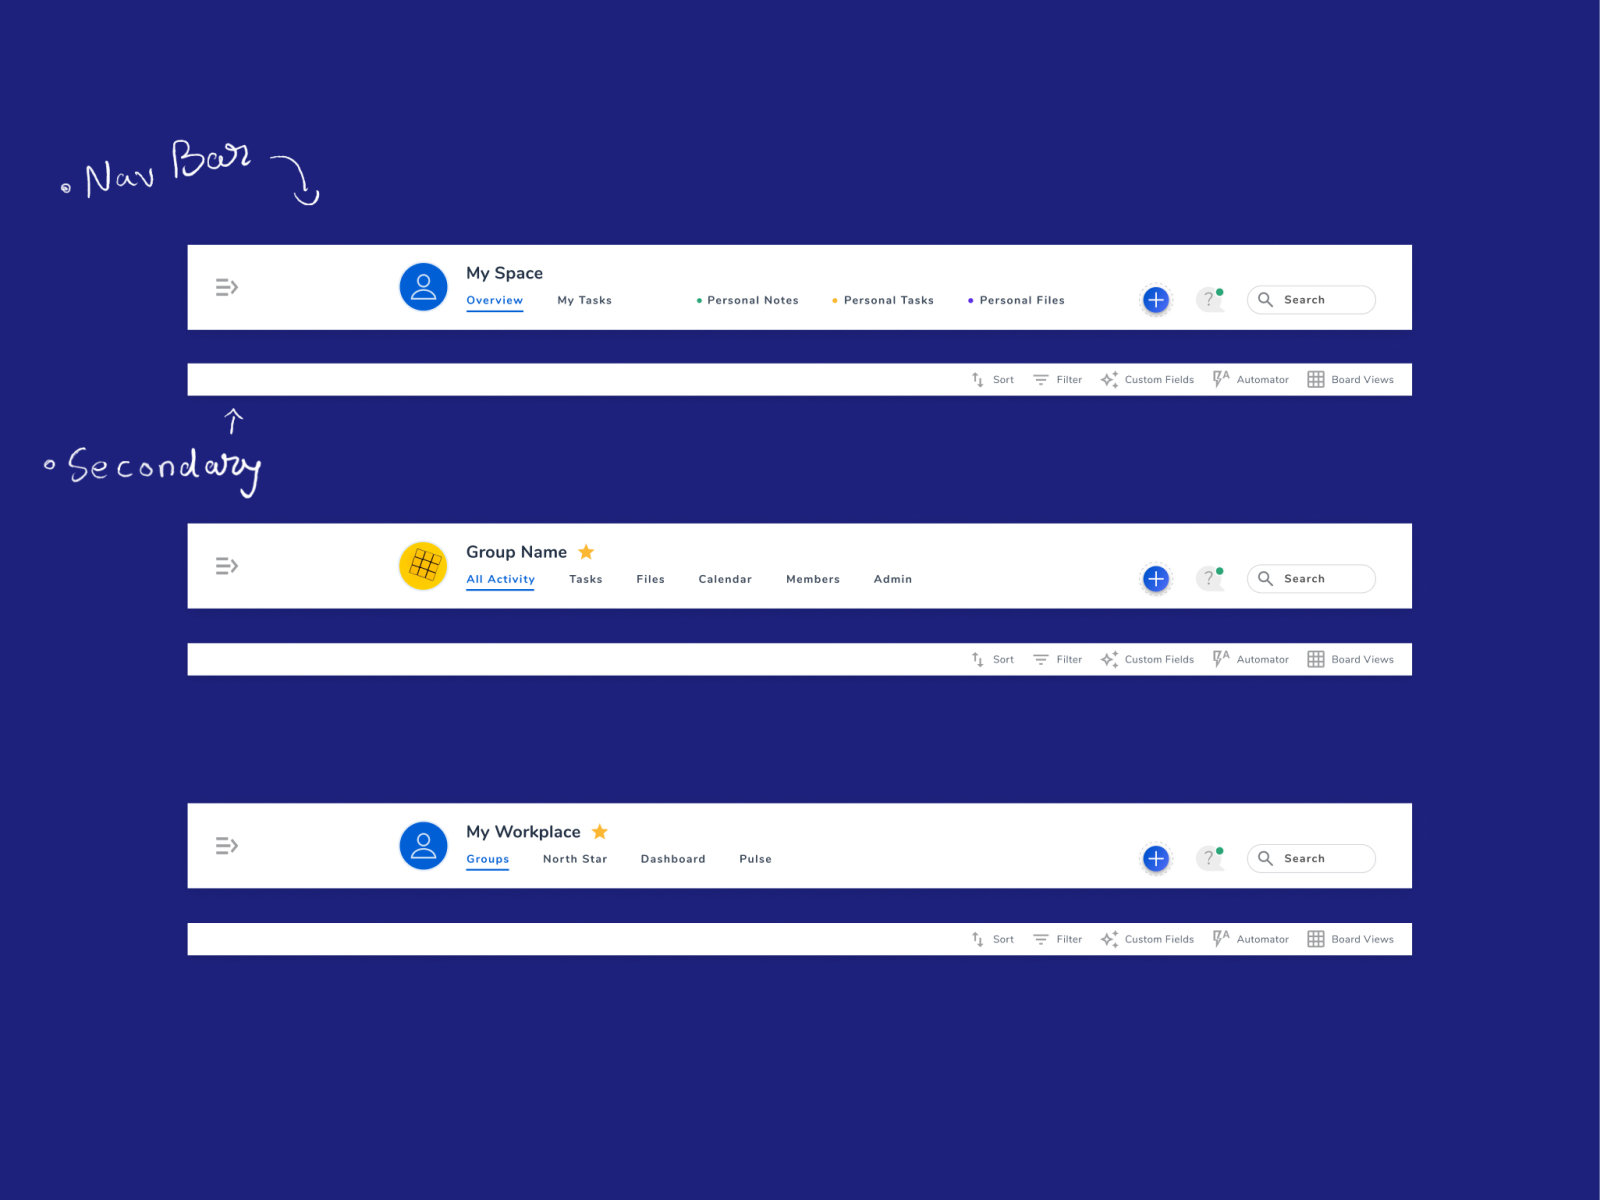 Nav Bar
My Space
Overview My Tasks Personal Notes Personal Tasks Personal Files ? Search
Sort Filter Custom Fields A Automator Board Views
Secondary
Group Name
All Activity Tasks Files Calendar Members Admin ? Search
Sort Filter Custom Fields A Automator Board Views
My Workplace
Groups North Star Dashboard Pulse ? Search
Sort Filter Custom Fields A Automator Board Views